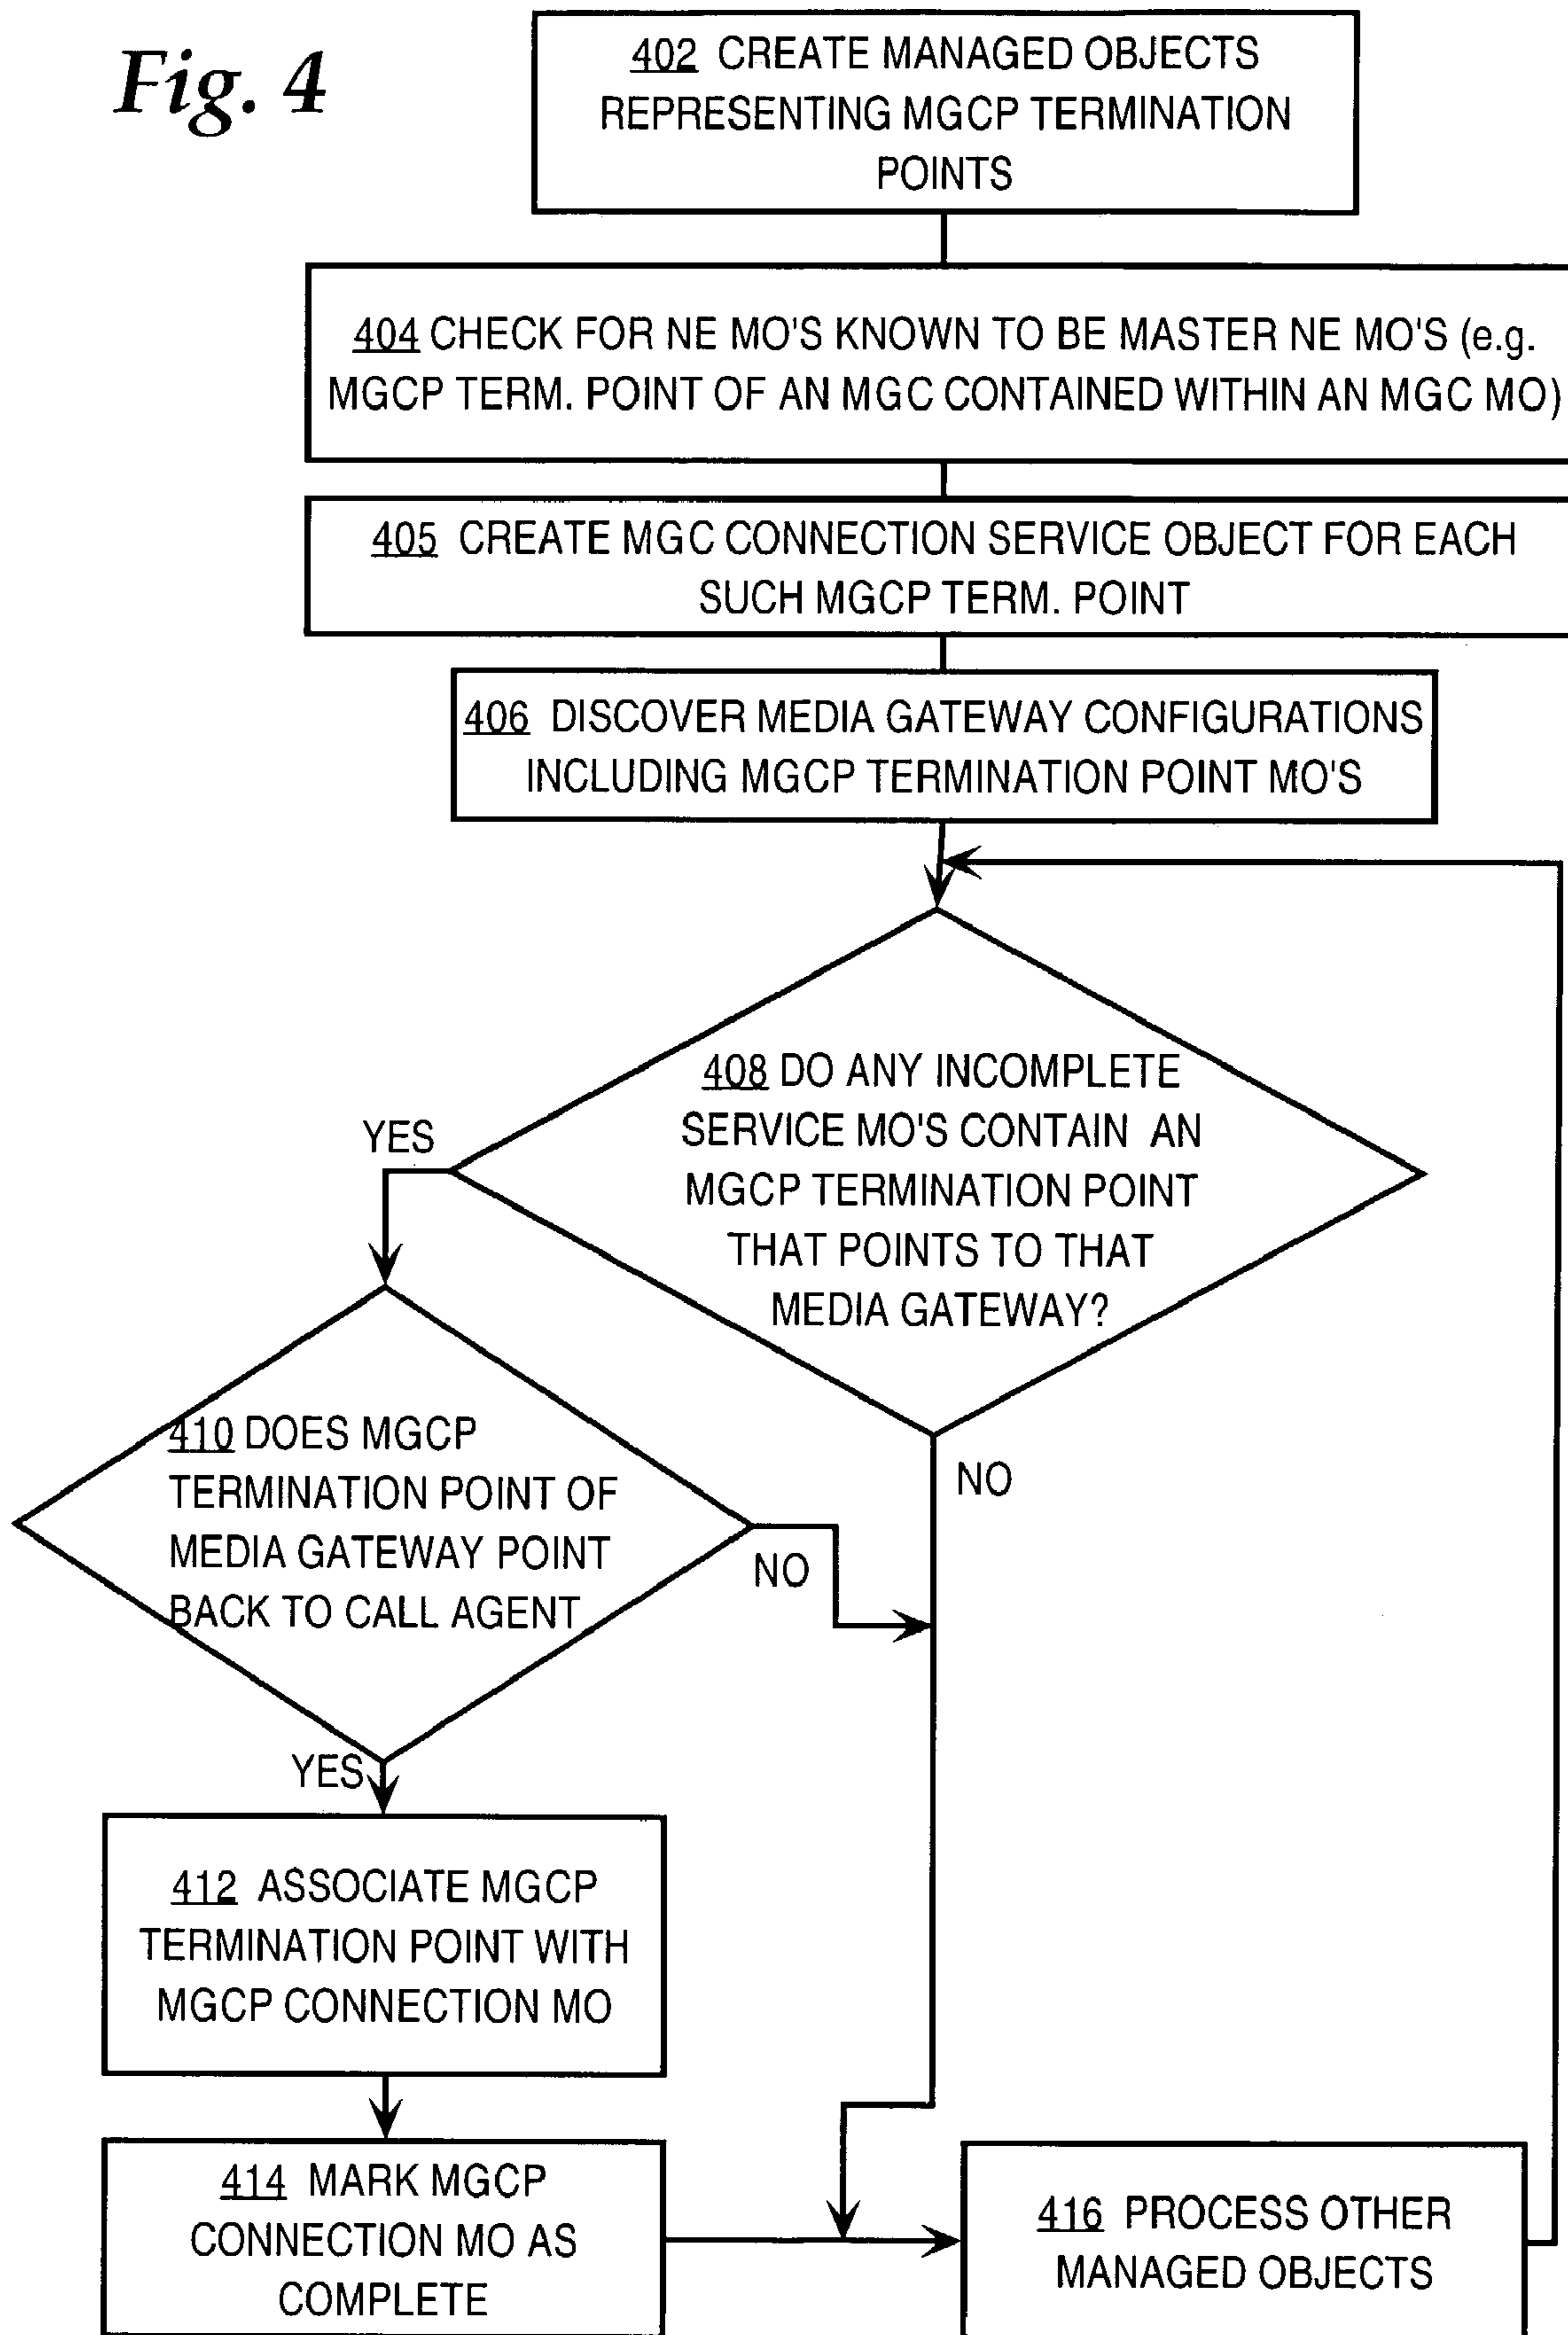 Fig. 4
402 CREATE MANAGED OBJECTS
REPRESENTING MGCP TERMINATION
POINTS
404 CHECK FOR NE MO'S KNOWN TO BE MASTER NE MO'S (e.g.
MGCP TERM. POINT OF AN MGC CONTAINED WITHIN AN MGC MO)
405 CREATE MGC CONNECTION SERVICE OBJECT FOR EACH
SUCH MGCP TERM. POINT
406 DISCOVER MEDIA GATEWAY CONFIGURATIONS
INCLUDING MGCP TERMINATION POINT MO'S
408 DO ANY INCOMPLETE
SERVICE MO'S CONTAIN AN
MGCP TERMINATION POINT
THAT POINTS TO THAT
MEDIA GATEWAY?
YES
NO
410 DOES MGCP
TERMINATION POINT OF
MEDIA GATEWAY POINT
BACK TO CALL AGENT
NO
YES
412 ASSOCIATE MGCP
TERMINATION POINT WITH
MGCP CONNECTION MO
414 MARK MGCP
CONNECTION MO AS
COMPLETE
416 PROCESS OTHER
MANAGED OBJECTS